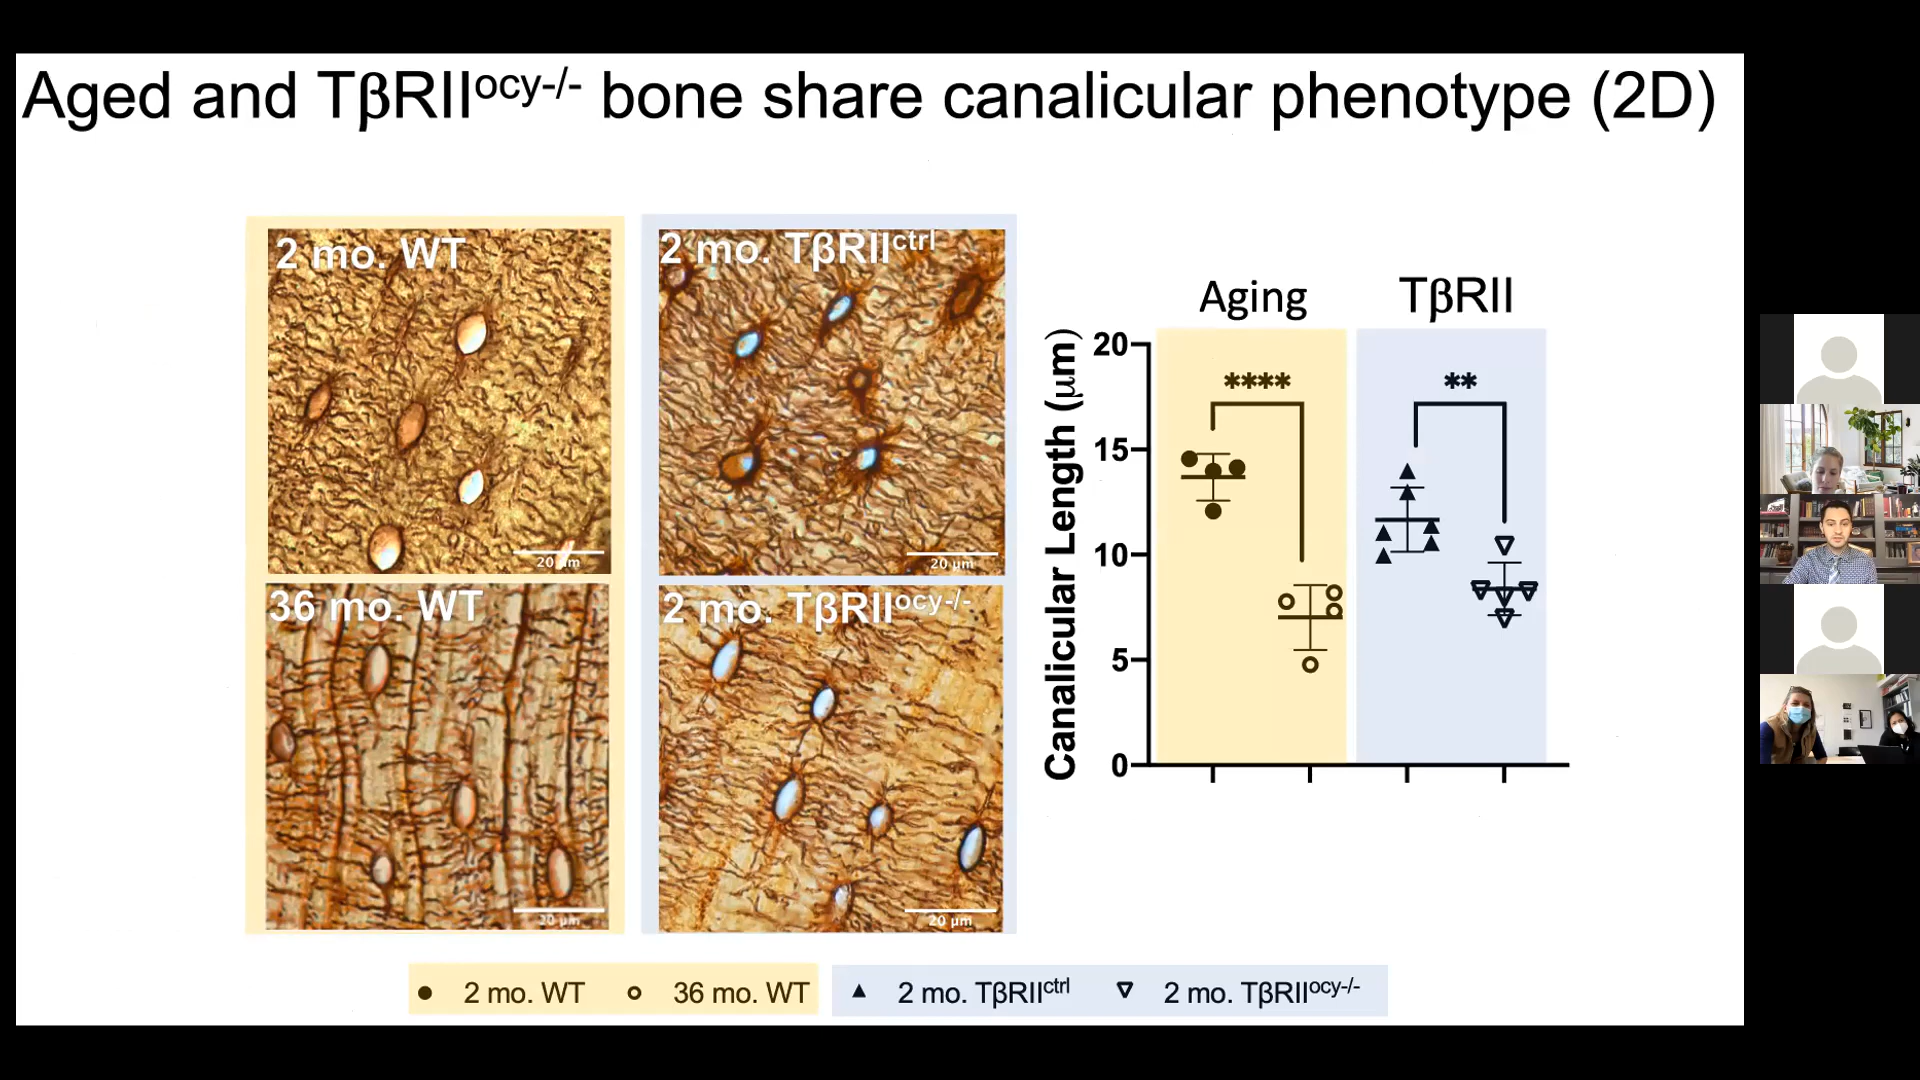 Aged and TβRIIocy-/- bone share canalicular phenotype (2D)
2 mo. WT
20 μm
36 mo. WT
20 μm
2 mo. TβRIIctrl
20 μm
2 mo. TβRIIocy-/-
20 μm
Aging
TβRII
Canalicular Length (μm)
20
15
10
5
0
****
**
2 mo. WT
36 mo. WT
2 mo. TβRIIctrl
2 mo. TβRIIocy-/-